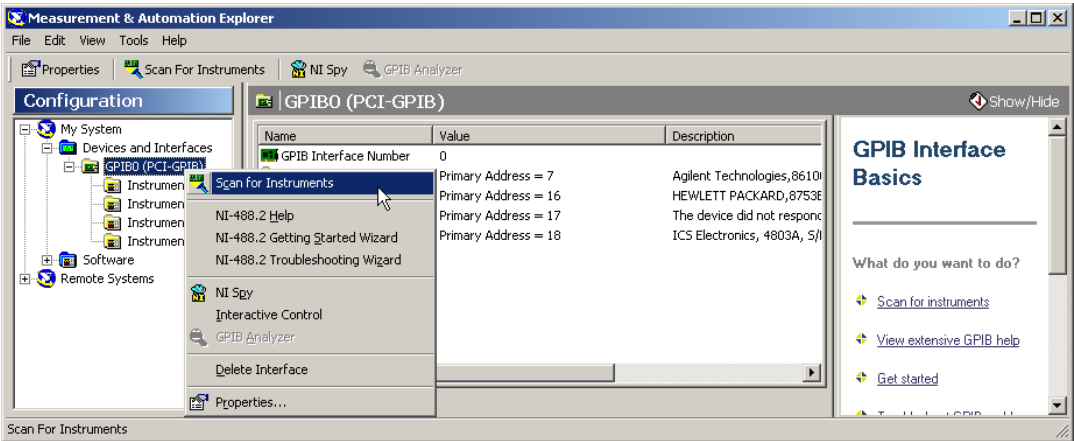 Measurement & Automation Explorer
File Edit View Tools Help
Properties Scan For Instruments NI Spy GPIB Analyzer
Configuration
My System
Devices and Interfaces
GPIB0 (PCI-GPIB)
Instrumen
Instrumen
Instrumen
Instrumen
Software
Remote Systems
Scan for Instruments
NI-488.2 Help
NI-488.2 Getting Started Wizard
NI-488.2 Troubleshooting Wizard
NI Spy
Interactive Control
GPIB Analyzer
Delete Interface
Properties...
GPIB0 (PCI-GPIB)
Show/Hide
Name Value Description
GPIB Interface Number 0
Primary Address = 7 Agilent Technologies,8610
Primary Address = 16 HEWLETT PACKARD,8753E
Primary Address = 17 The device did not respond
Primary Address = 18 ICS Electronics, 4803A, S/
GPIB Interface
Basics
What do you want to do?
Scan for instruments
View extensive GPIB help
Get started
Scan For Instruments